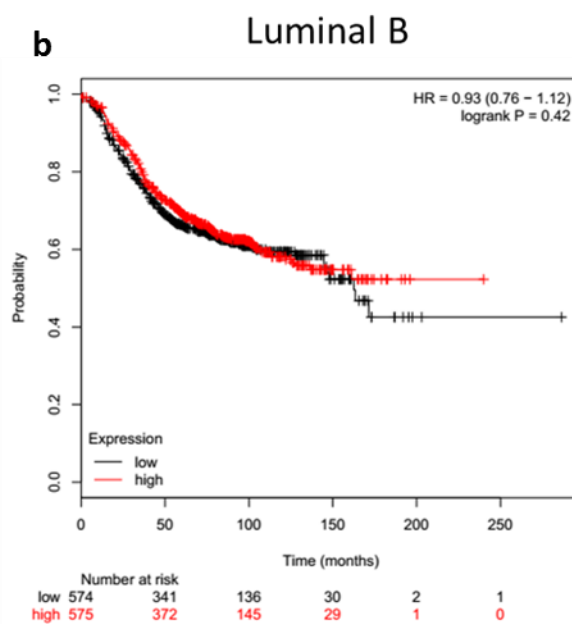 b
Luminal B
HR = 0.93 (0.76 − 1.12)
logrank P = 0.42
1.0
0.8
0.6
0.4
0.2
0.0
Probability
Expression
low
high
0 50 100 150 200 250
Time (months)
Number at risk
low 574 341 136 30 2 1
high 575 372 145 29 1 0